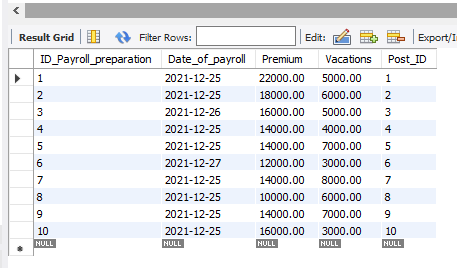 Result Grid Filter Rows: Edit: Export/I
ID_Payroll_preparation Date_of_payroll Premium Vacations Post_ID
1 2021-12-25 22000.00 5000.00 1
2 2021-12-25 18000.00 6000.00 2
3 2021-12-26 16000.00 5000.00 3
4 2021-12-25 14000.00 4000.00 4
5 2021-12-25 14000.00 7000.00 5
6 2021-12-27 12000.00 3000.00 6
7 2021-12-25 14000.00 8000.00 7
8 2021-12-25 10000.00 6000.00 8
9 2021-12-25 14000.00 7000.00 9
10 2021-12-25 16000.00 3000.00 10
NULL NULL NULL NULL NULL